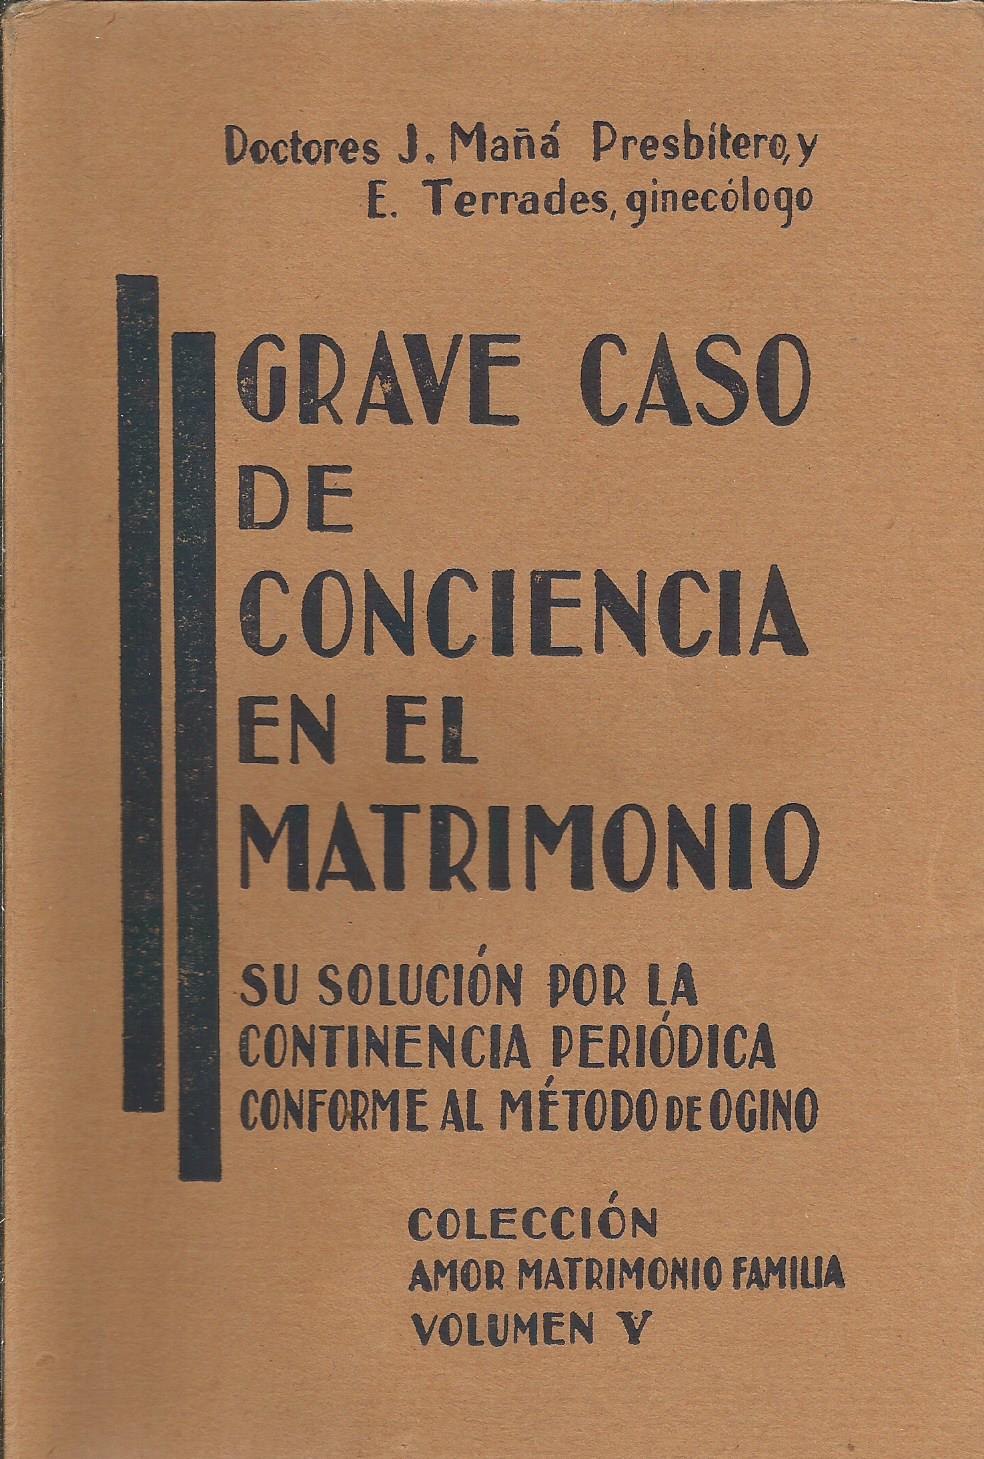 Doctores J. Mañá Presbítero, y
E. Terrades, ginecólogo
GRAVE CASO
DE
CONCIENCIA
EN EL
MATRIMONIO
SU SOLUCIÓN POR LA
CONTINENCIA PERIÓDICA
CONFORME AL MÉTODO DE OGINO
COLECCIÓN
AMOR MATRIMONIO FAMILIA
VOLUMEN V